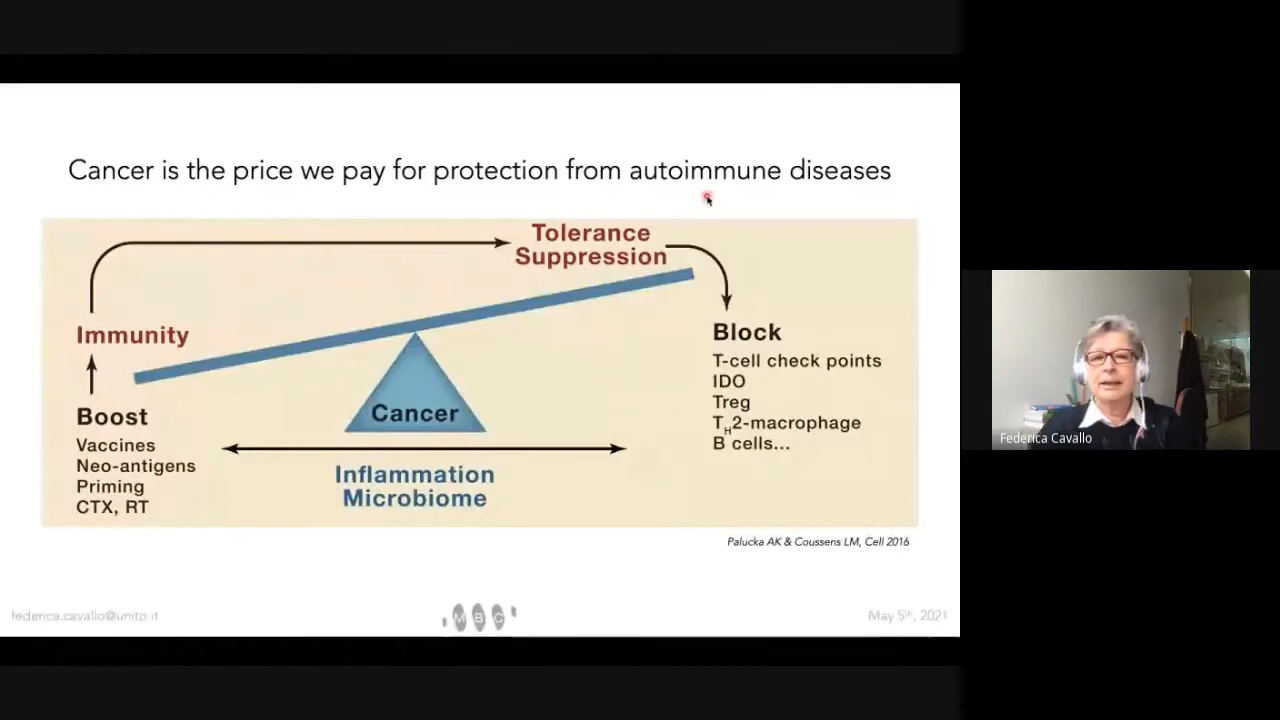 Cancer is the price we pay for protection from autoimmune diseases
Tolerance
Suppression
Immunity
Block
T-cell check points
IDO
Treg
TH2-macrophage
B cells...
Boost
Vaccines
Neo-antigens
Priming
CTX, RT
Cancer
Inflammation
Microbiome
Palucka AK & Coussens LM, Cell 2016
federica.cavallo@unito.it
MBC
May 5th, 2021
Federica Cavallo